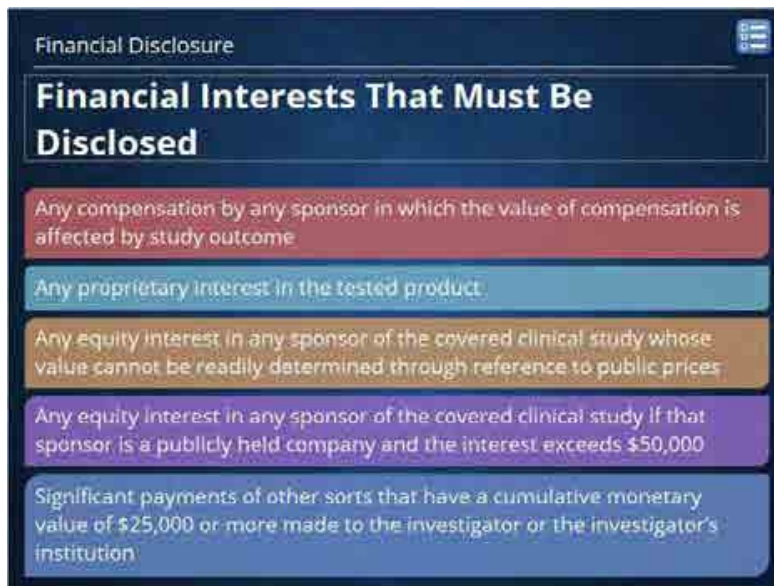 Financial Disclosure
Financial Interests That Must Be
Disclosed
Any compensation by any sponsor in which the value of compensation is
affected by study outcome
Any proprietary interest in the tested product
Any equity interest in any sponsor of the covered clinical study whose
value cannot be readily determined through reference to public prices
Any equity interest in any sponsor of the covered clinical study if that
sponsor is a publicly held company and the interest exceeds $50,000
Significant payments of other sorts that have a cumulative monetary
value of $25,000 or more made to the investigator or the investigator's
institution